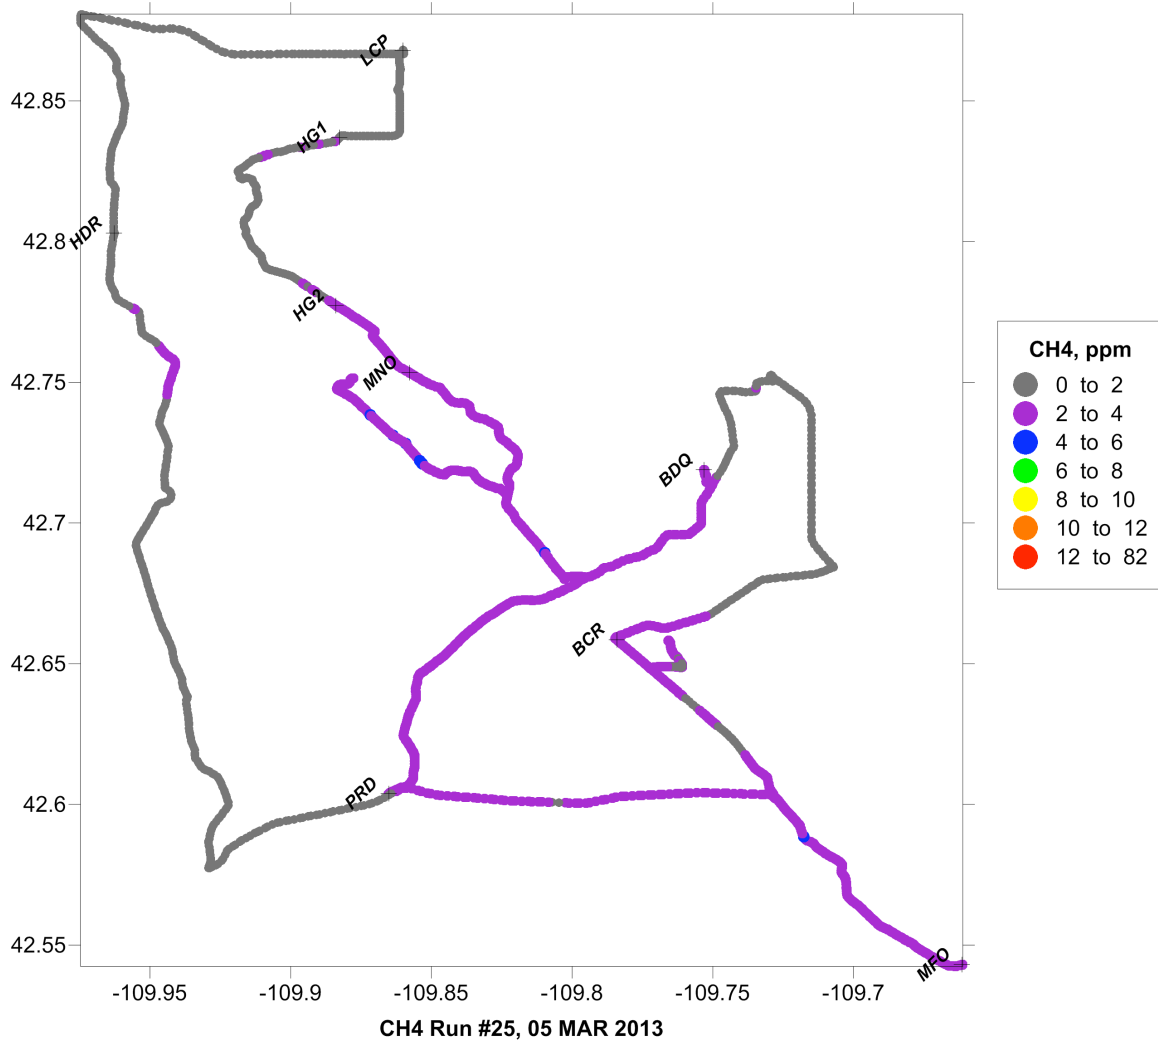 LCP
42.85
HG1
HDR
42.8
HG2
MNO
42.75
CH4, ppm
0 to 2
2 to 4
4 to 6
6 to 8
8 to 10
10 to 12
12 to 82
BDQ
42.7
BCR
42.65
PRD
42.6
42.55
MFO
-109.95 -109.9 -109.85 -109.8 -109.75 -109.7
CH4 Run #25, 05 MAR 2013